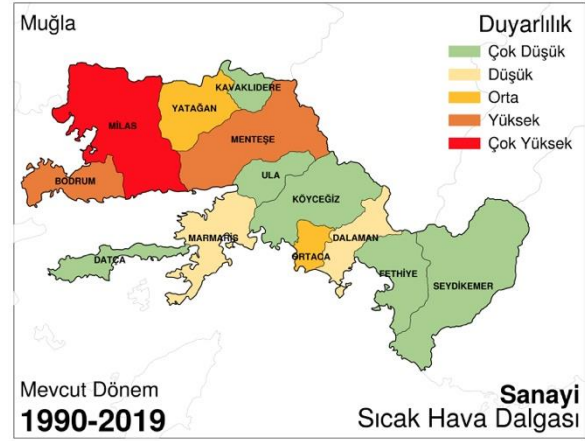 Muğla
Duyarlılık
Çok Düşük
Düşük
Orta
Yüksek
Çok Yüksek
KAVAKLIDERE
YATAĞAN
MİLAS
MENTEŞE
BODRUM
ULA
KÖYCEĞİZ
MARMARİS
DALAMAN
DATÇA
ORTACA
FETHİYE
SEYDİKEMER
Mevcut Dönem
1990-2019
Sanayi
Sıcak Hava Dalgası